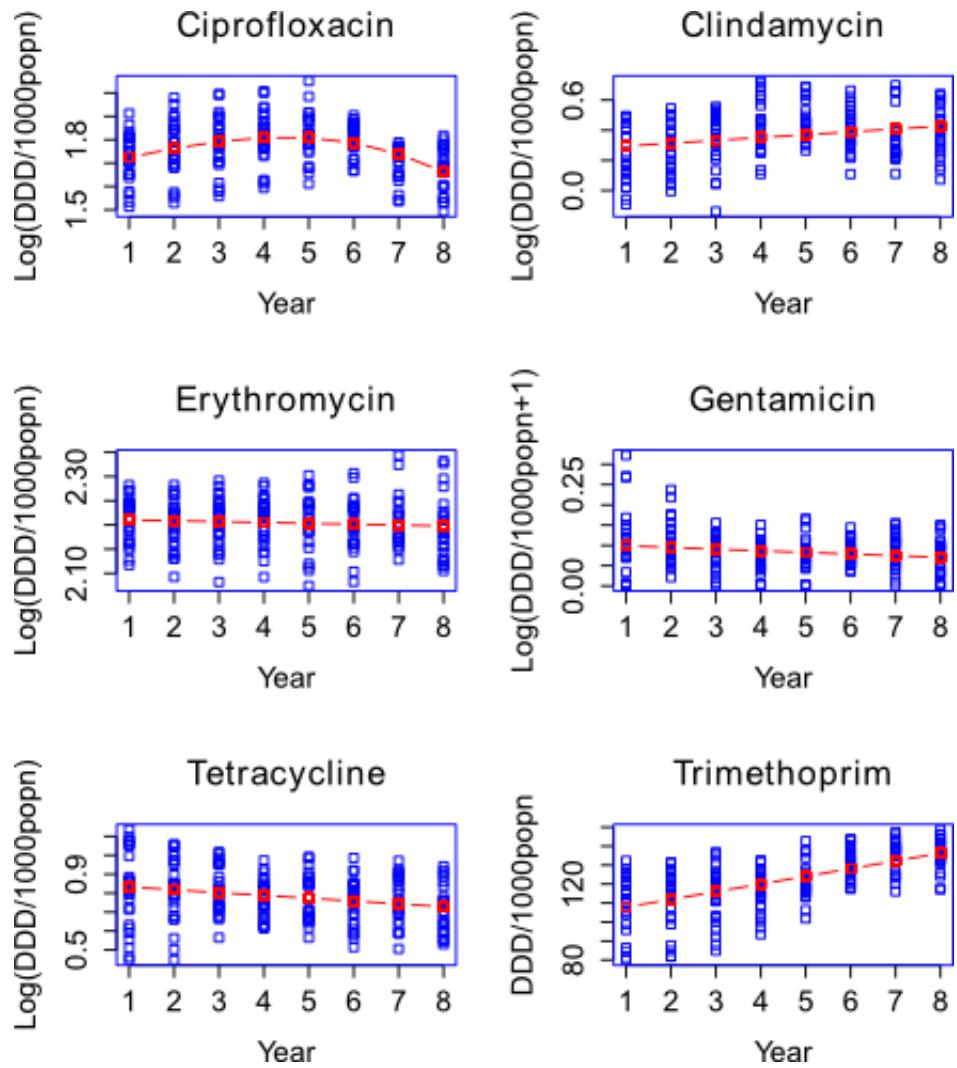 Ciprofloxacin
Log(DDD/1000popn)
1.8
1.5
1 2 3 4 5 6 7 8
Year
Clindamycin
Log(DDD/1000popn)
0.6
0.0
1 2 3 4 5 6 7 8
Year
Erythromycin
Log(DDD/1000popn)
2.30
2.10
1 2 3 4 5 6 7 8
Year
Gentamicin
Log(DDD/1000popn+1)
0.25
0.00
1 2 3 4 5 6 7 8
Year
Tetracycline
Log(DDD/1000popn)
0.9
0.5
1 2 3 4 5 6 7 8
Year
Trimethoprim
DDD/1000popn
120
80
1 2 3 4 5 6 7 8
Year